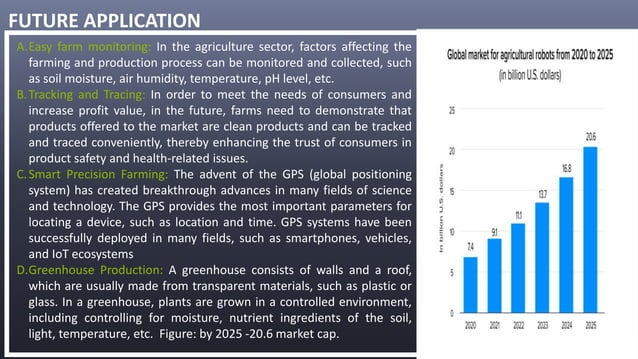 FUTURE APPLICATION
A.Easy farm monitoring: In the agriculture sector, factors affecting the
farming and production process can be monitored and collected, such
as soil moisture, air humidity, temperature, pH level, etc.
B.Tracking and Tracing: In order to meet the needs of consumers and
increase profit value, in the future, farms need to demonstrate that
products offered to the market are clean products and can be tracked
and traced conveniently, thereby enhancing the trust of consumers in
product safety and health-related issues.
C.Smart Precision Farming: The advent of the GPS (global positioning
system) has created breakthrough advances in many fields of science
and technology. The GPS provides the most important parameters for
locating a device, such as location and time. GPS systems have been
successfully deployed in many fields, such as smartphones, vehicles,
and IoT ecosystems
D.Greenhouse Production: A greenhouse consists of walls and a roof,
which are usually made from transparent materials, such as plastic or
glass. In a greenhouse, plants are grown in a controlled environment,
including controlling for moisture, nutrient ingredients of the soil,
light, temperature, etc. Figure: by 2025 -20.6 market cap.
Global market for agricultural robots from 2020 to 2025
(in billion U.S. dollars)
in billion U.S. dollars
25
20
15
10
5
0
7.4
9.1
11.1
13.7
16.8
20.6
2020 2021 2022 2023 2024 2025